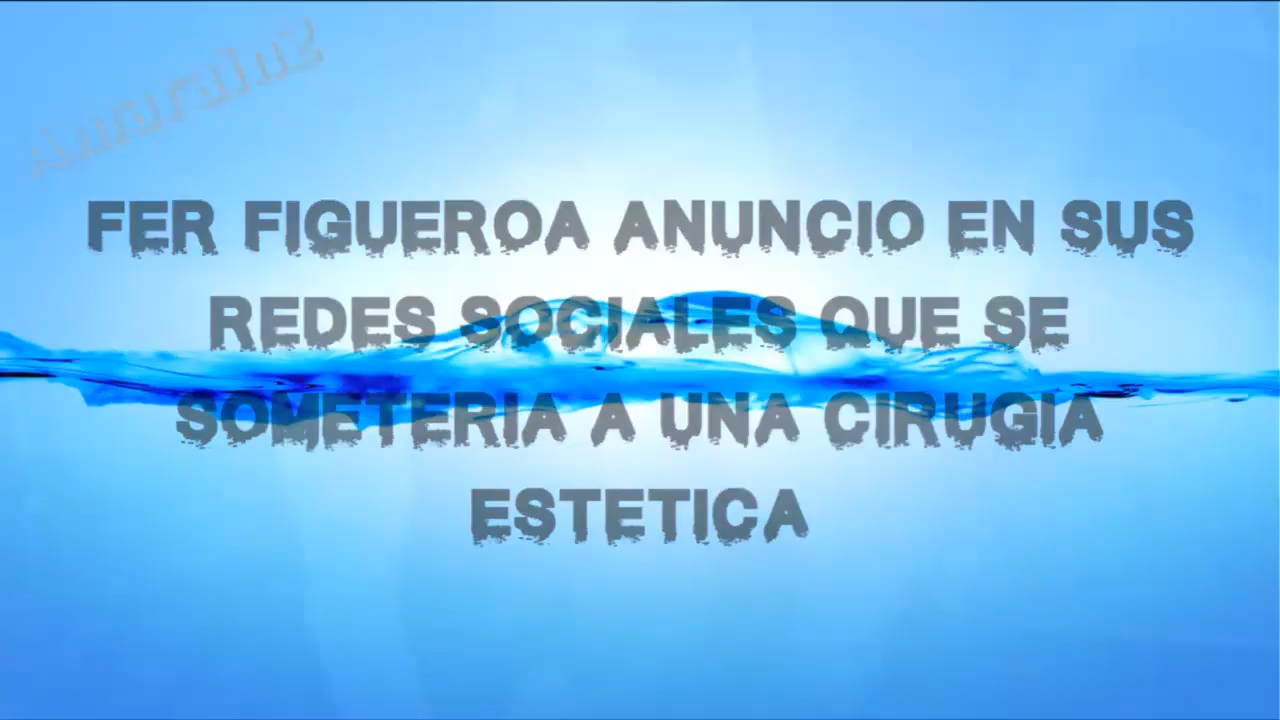 FER FIGUEROA ANUNCIO EN SUS
REDES SOCIALES QUE SE
SOMETERIA A UNA CIRUGIA
ESTETICA